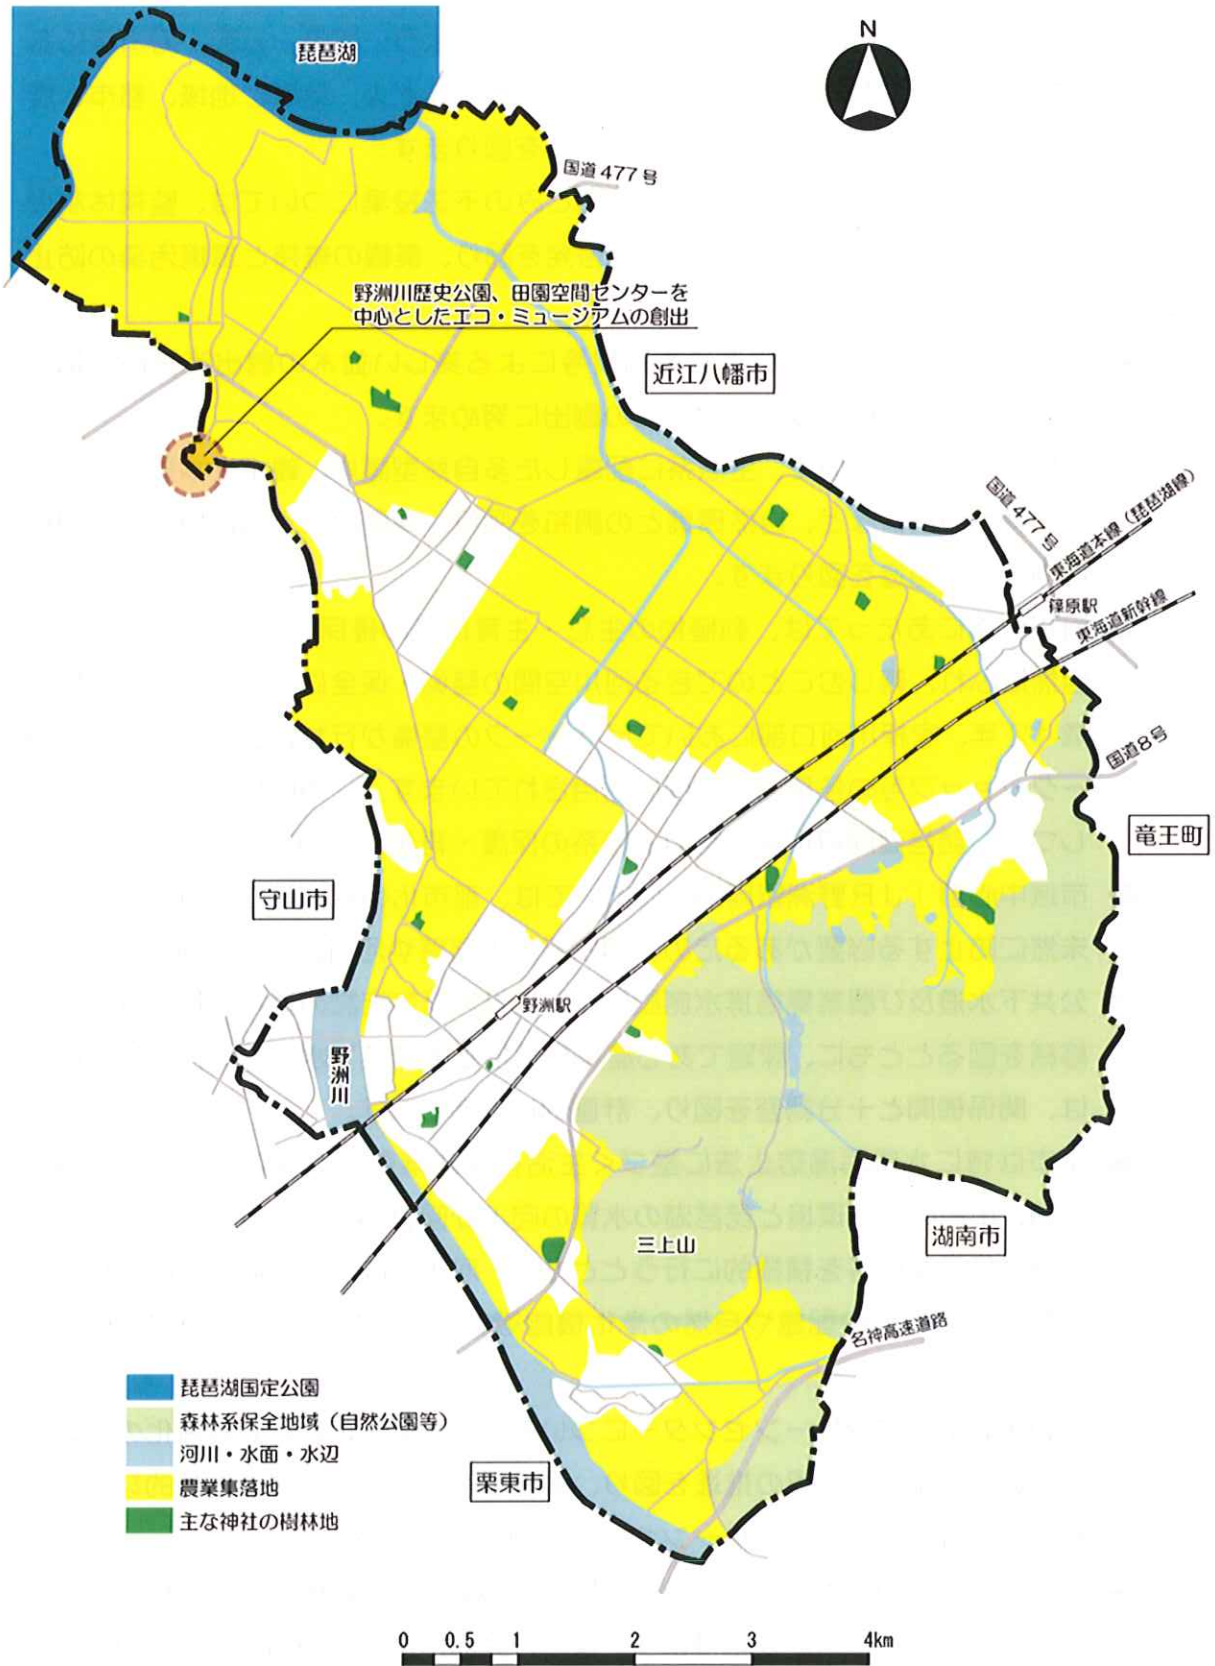 琵琶湖
N
国道477号
野洲川歴史公園、田園空間センターを
中心としたエコ・ミュージアムの創出
近江八幡市
国道477号
東海道本線（琵琶湖線）
篠原駅
東海道新幹線
国道8号
竜王町
守山市
野洲駅
野洲川
湖南市
三上山
名神高速道路
琵琶湖国定公園
森林系保全地域（自然公園等）
河川・水面・水辺
農業集落地
主な神社の樹林地
栗東市
0 0.5 1 2 3 4km